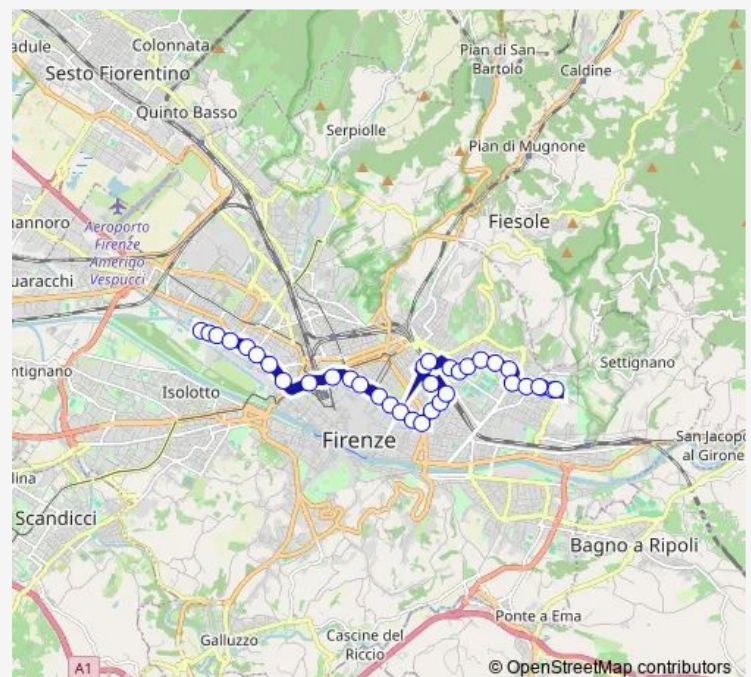 adule
Colonnata
Sesto Fiorentino
Quinto Basso
Pian di San
Bartolo
Caldine
Serpiolle
Pian di Mugnone
Fiesole
Aeroporto
Firenze
Amerigo
Vespucci
uaracchi
ntignano
Isolotto
Settignano
Firenze
San Jacopo
al Girone
Scandicci
Bagno a Ripoli
Ponte a Ema
Galluzzo
Cascine del
Riccio
A1
© OpenStreetMap contributors